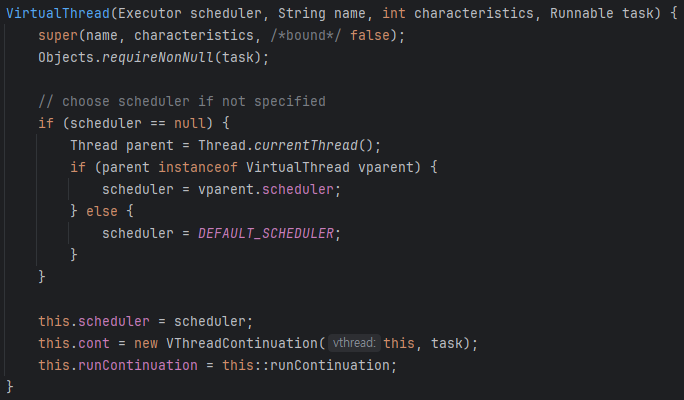 VirtualThread(Executor scheduler, String name, int characteristics, Runnable task) {
    super(name, characteristics, /*bound*/ false);
    Objects.requireNonNull(task);

    // choose scheduler if not specified
    if (scheduler == null) {
        Thread parent = Thread.currentThread();
        if (parent instanceof VirtualThread vparent) {
            scheduler = vparent.scheduler;
        } else {
            scheduler = DEFAULT_SCHEDULER;
        }
    }

    this.scheduler = scheduler;
    this.cont = new VThreadContinuation( vthread: this, task);
    this.runContinuation = this::runContinuation;
}